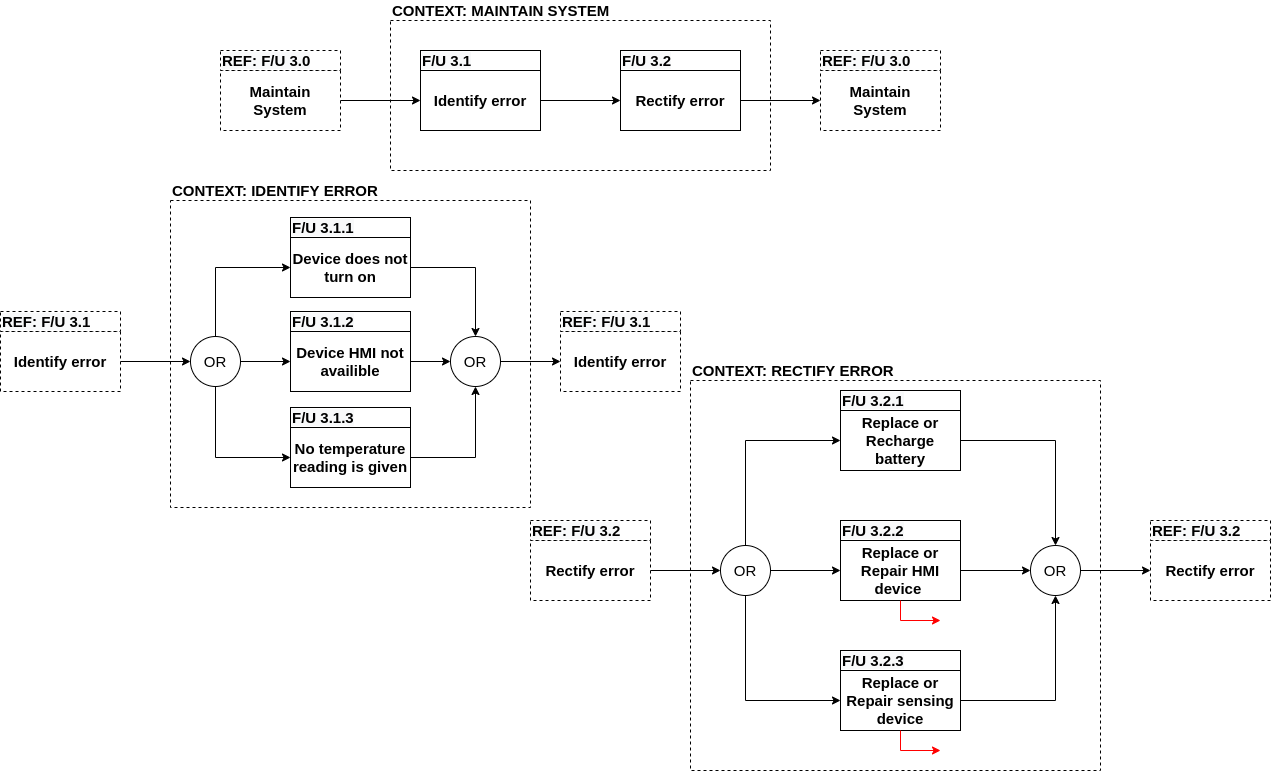 CONTEXT: MAINTAIN SYSTEM
REF: F/U 3.0
Maintain
System
F/U 3.1
Identify error
F/U 3.2
Rectify error
REF: F/U 3.0
Maintain
System
CONTEXT: IDENTIFY ERROR
REF: F/U 3.1
Identify error
OR
F/U 3.1.1
Device does not
turn on
F/U 3.1.2
Device HMI not
availible
F/U 3.1.3
No temperature
reading is given
OR
REF: F/U 3.1
Identify error
CONTEXT: RECTIFY ERROR
REF: F/U 3.2
Rectify error
OR
F/U 3.2.1
Replace or
Recharge
battery
F/U 3.2.2
Replace or
Repair HMI
device
F/U 3.2.3
Replace or
Repair sensing
device
OR
REF: F/U 3.2
Rectify error